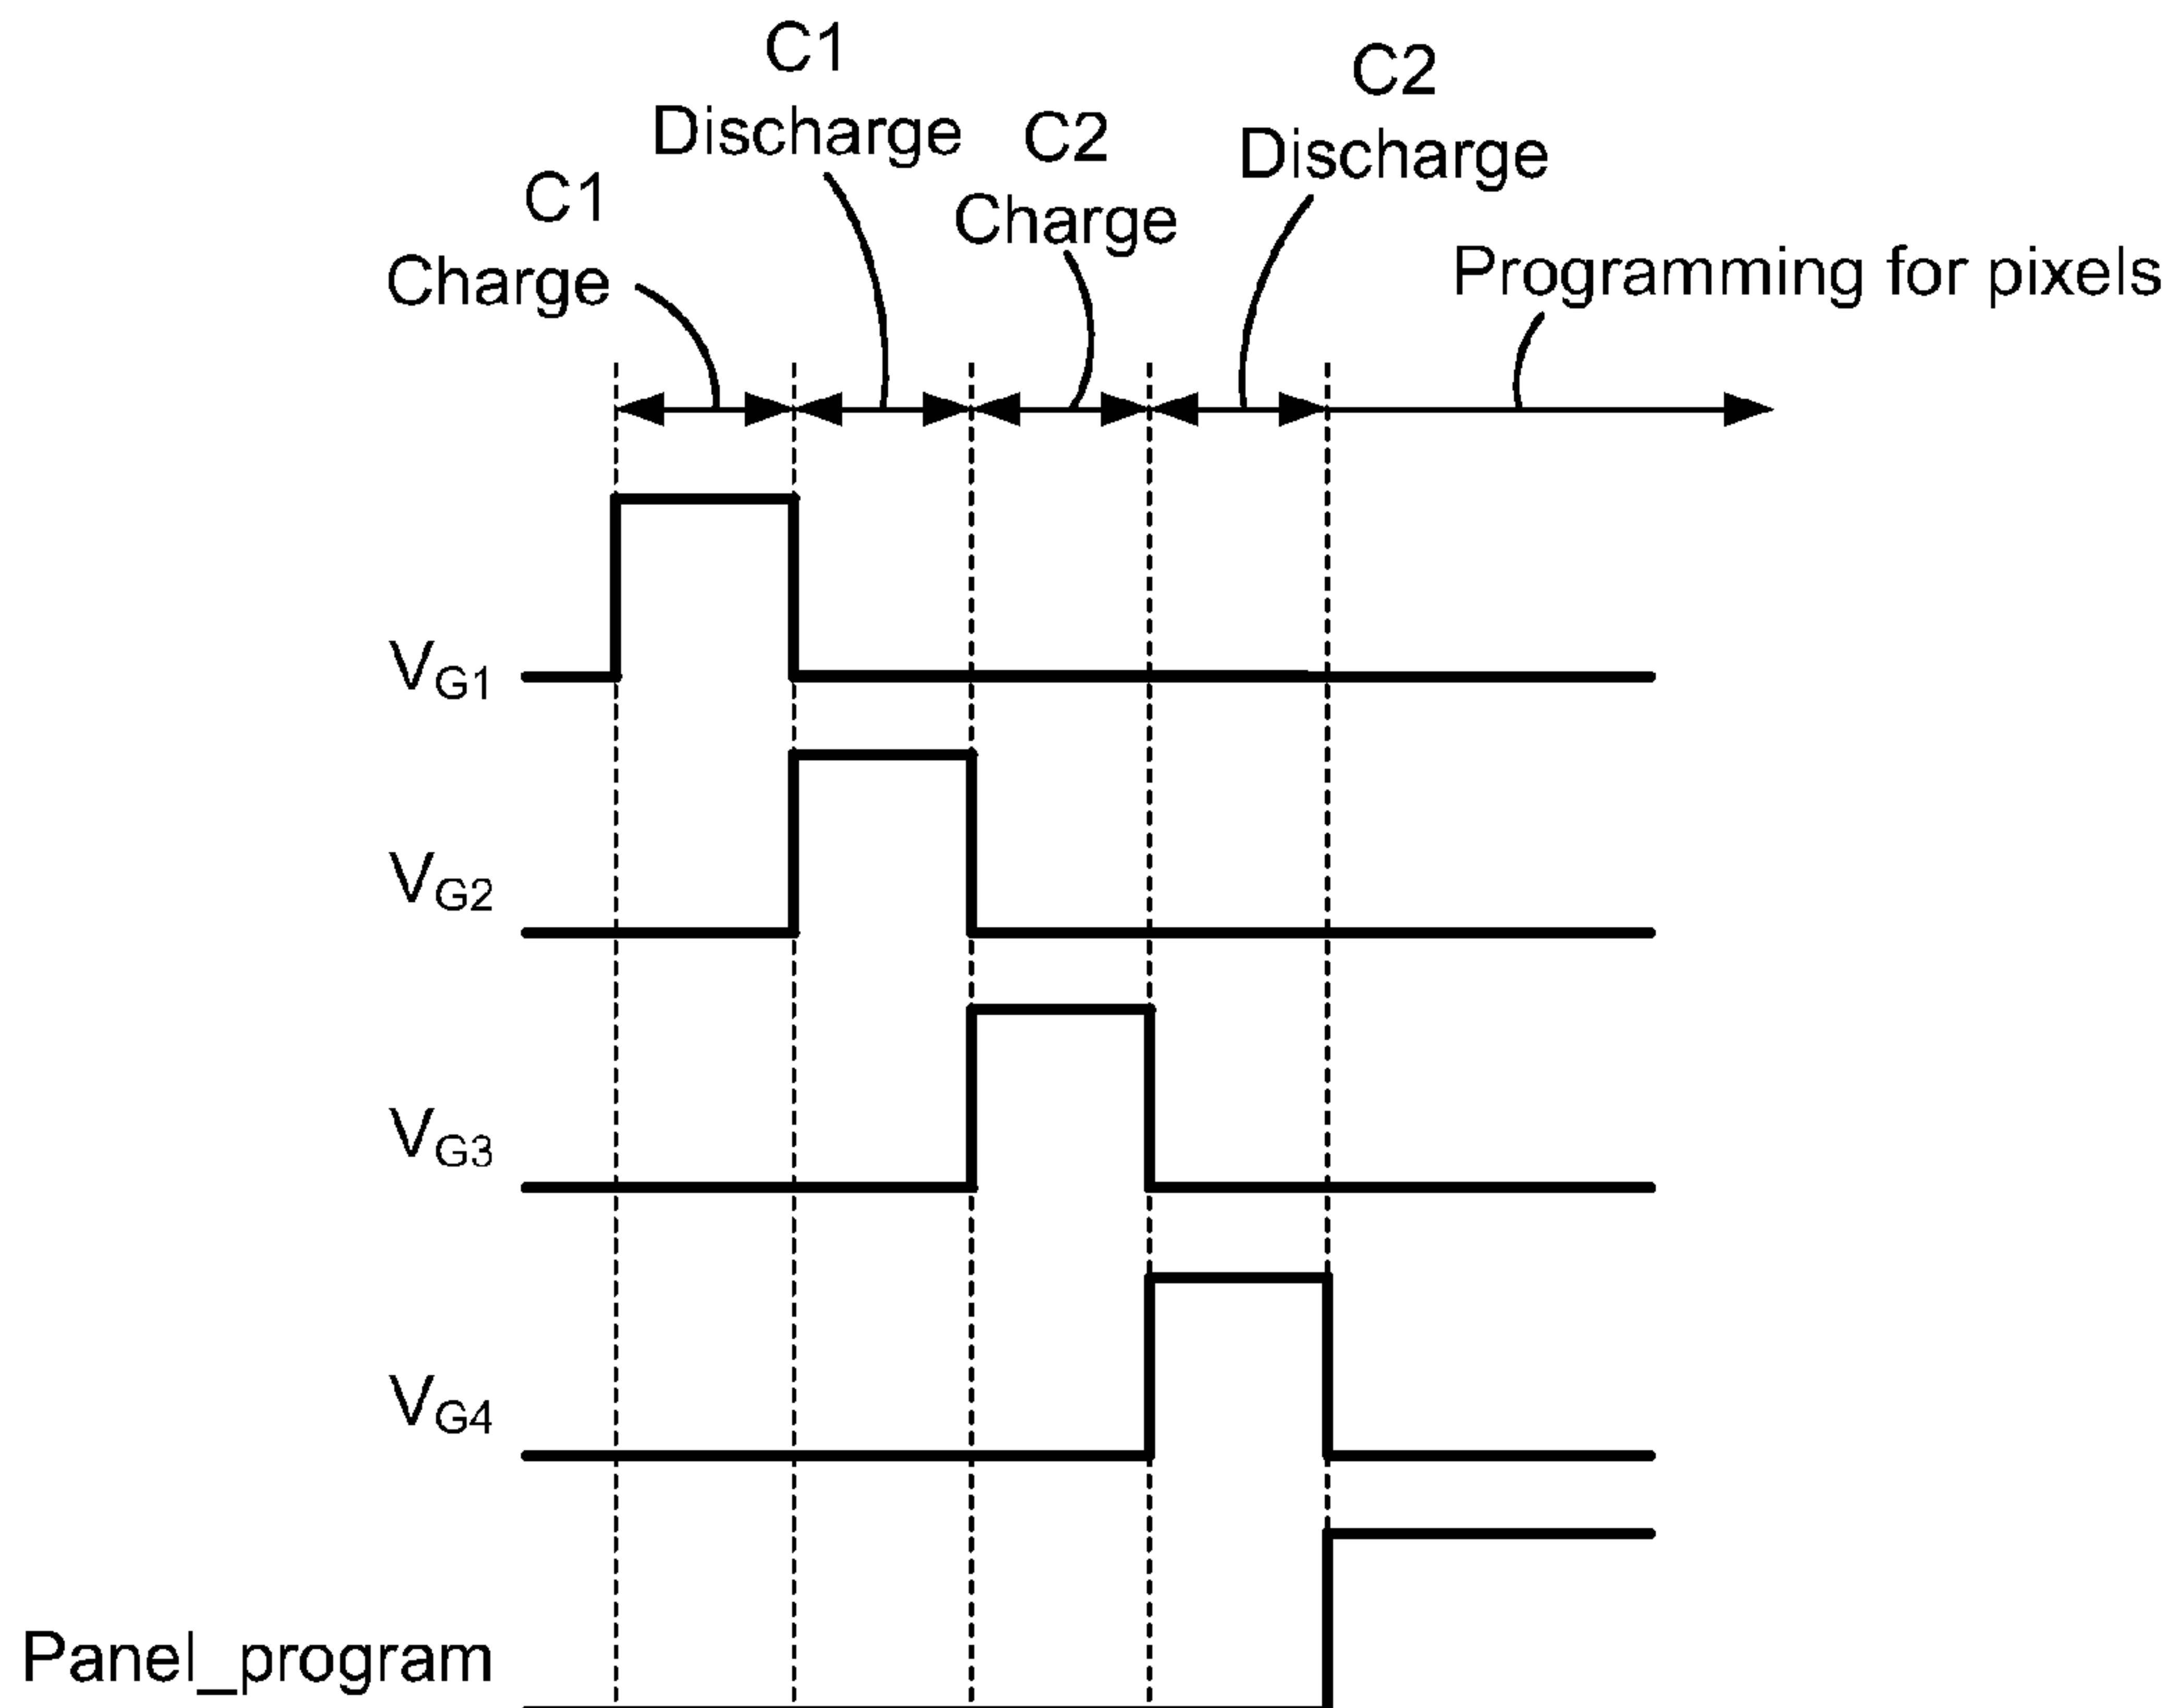 C1
Charge
C1
Discharge
C2
Charge
C2
Discharge
Programming for pixels
VG1
VG2
VG3
VG4
Panel_program